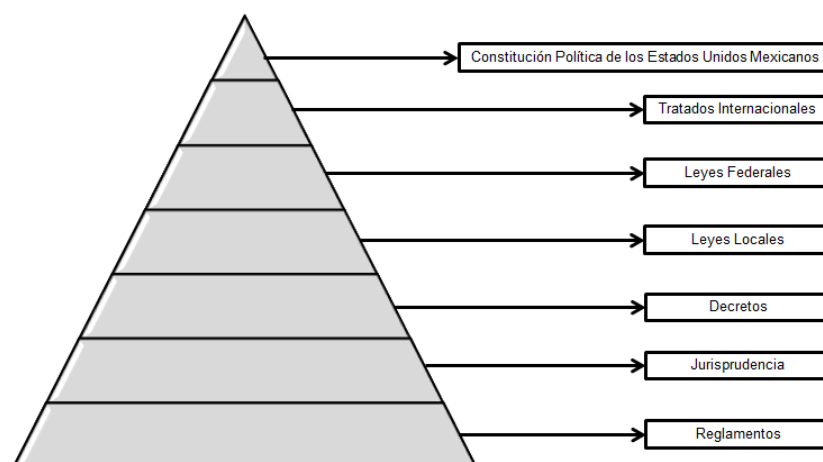 Constitución Política de los Estados Unidos Mexicanos
Tratados Internacionales
Leyes Federales
Leyes Locales
Decretos
Jurisprudencia
Reglamentos